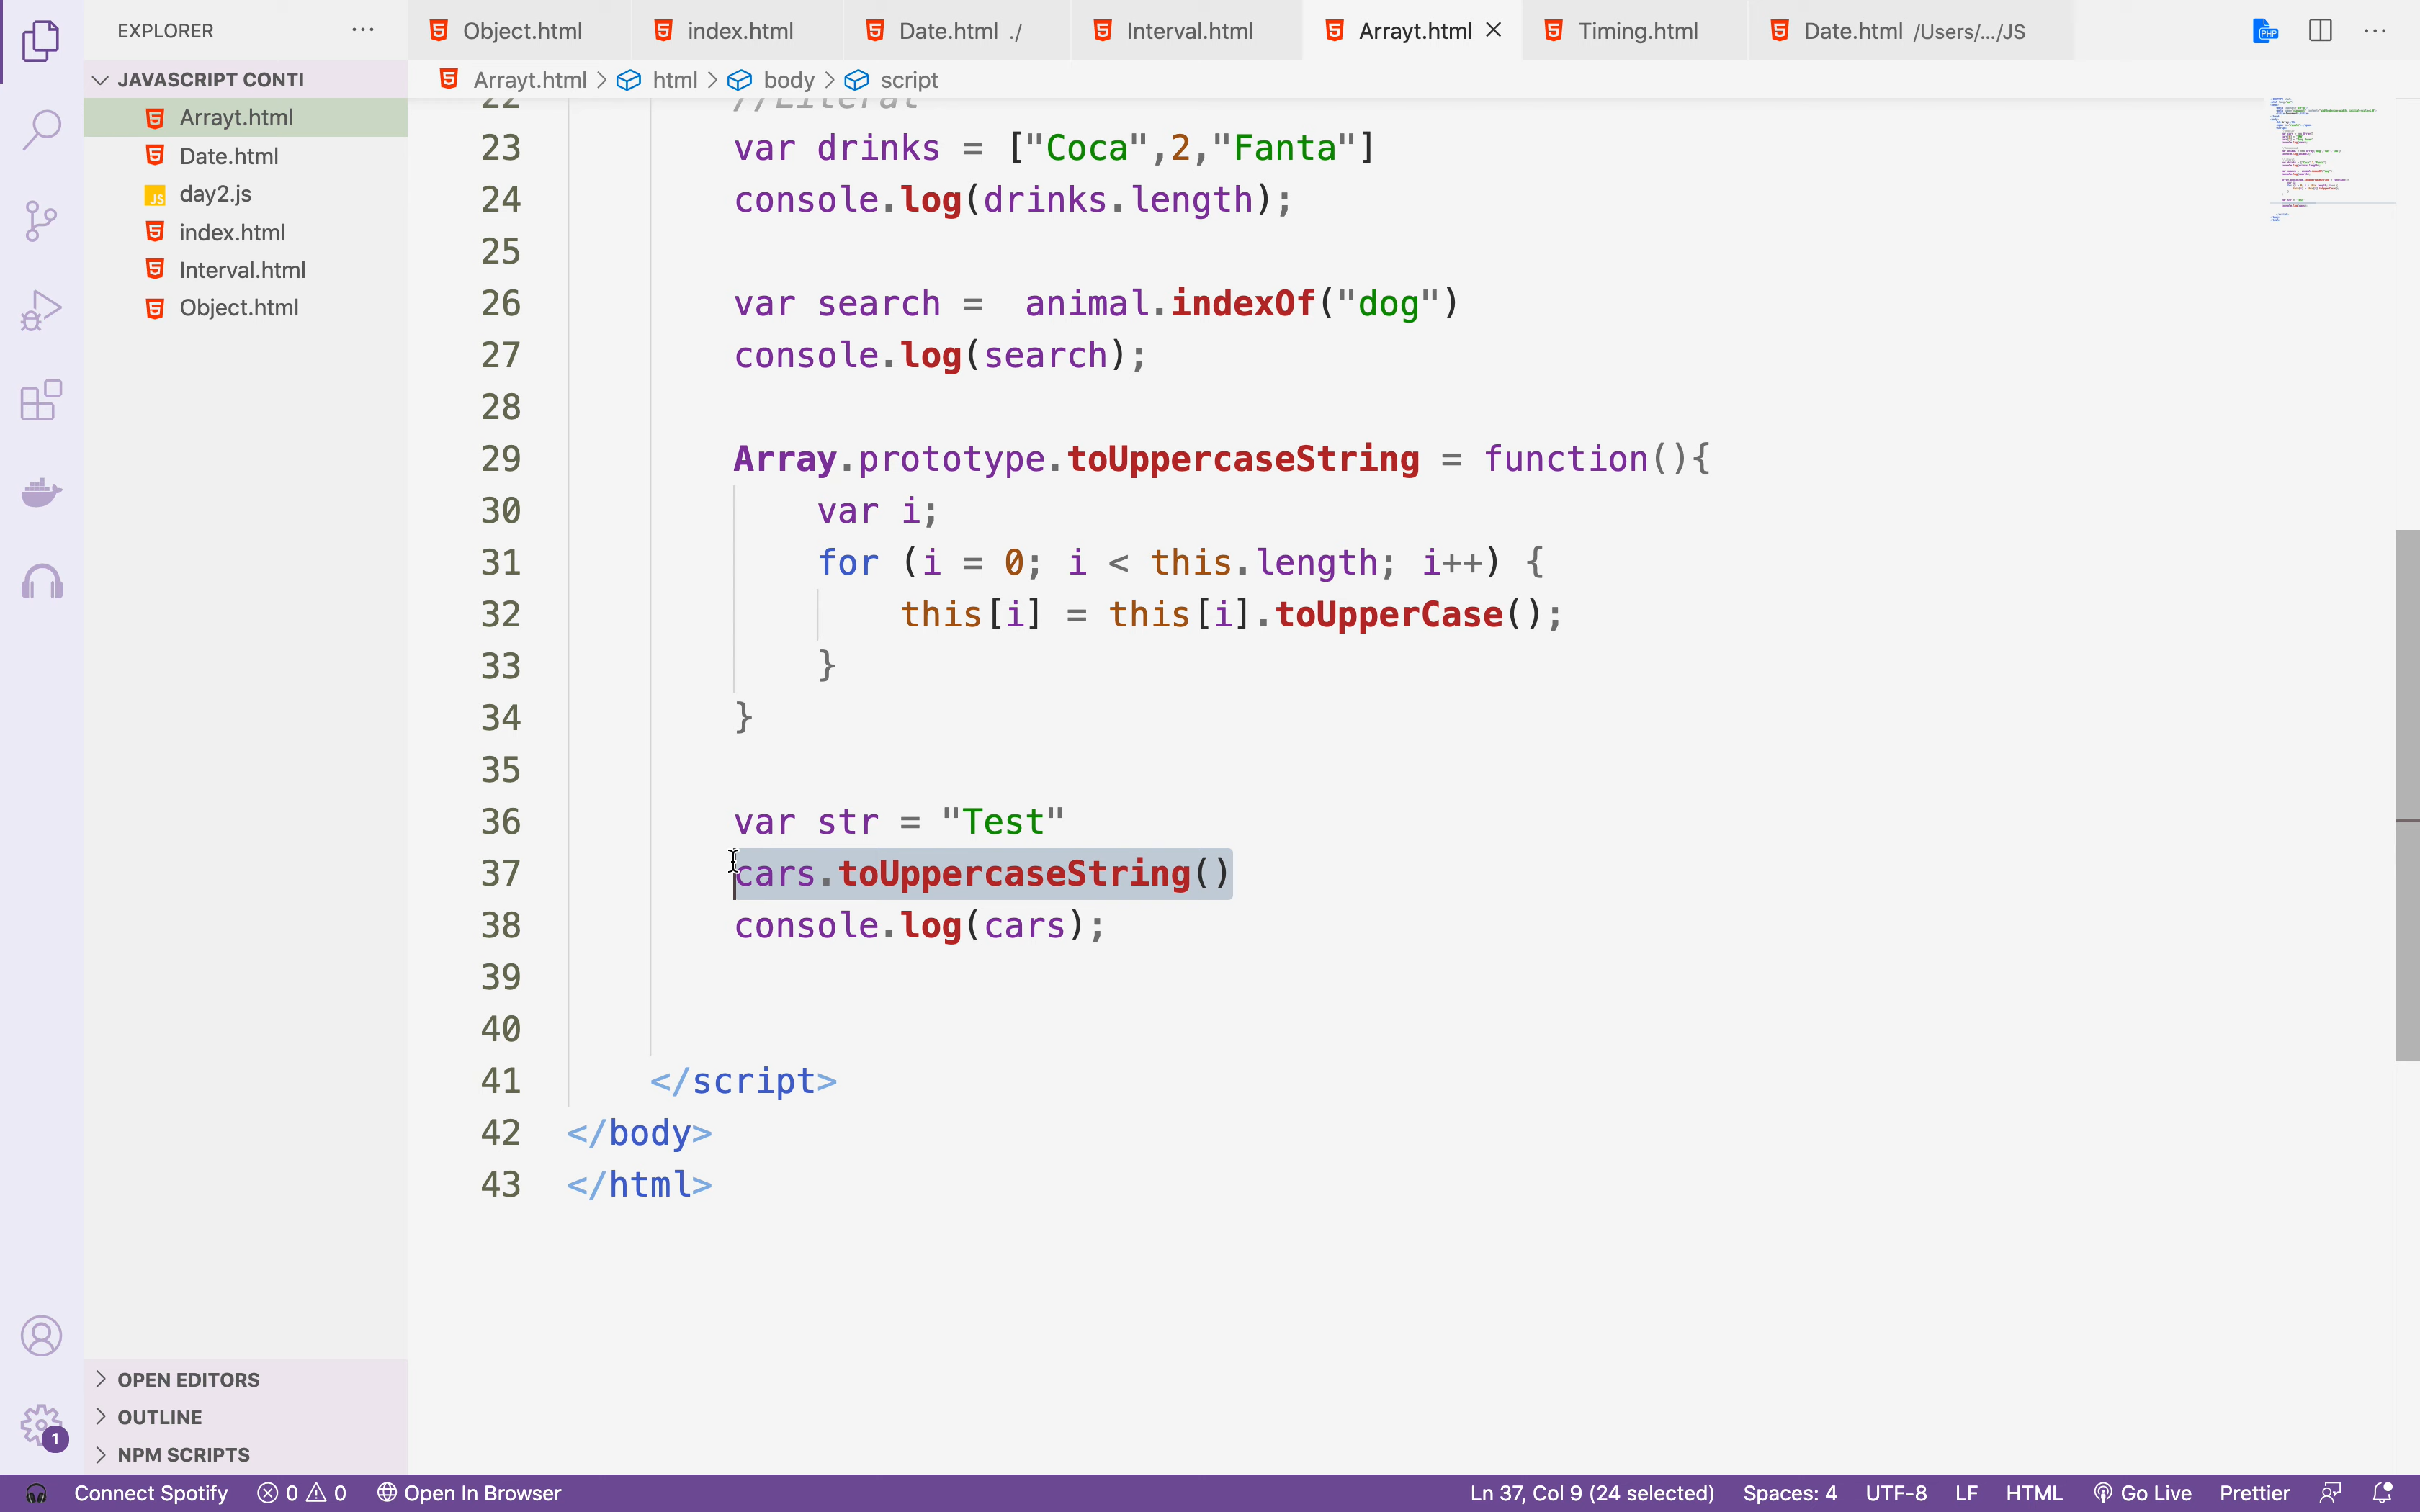 EXPLORER
Object.html
index.html
Date.html ./
Interval.html
Arrayt.html
Timing.html
Date.html /Users/.../JS
PHP
JAVASCRIPT CONTI
Arrayt.html > html > body > script
Arrayt.html
Date.html
JS day2.js
index.html
Interval.html
Object.html
22 //Literal
23 var drinks = ["Coca",2,"Fanta"]
24 console.log(drinks.length);
25
26 var search =  animal.indexOf("dog")
27 console.log(search);
28
29 Array.prototype.toUppercaseString = function(){
30 var i;
31 for (i = 0; i < this.length; i++) {
32 this[i] = this[i].toUpperCase();
33 }
34 }
35
36 var str = "Test"
37 cars.toUppercaseString()
38 console.log(cars);
39
40
41 </script>
42 </body>
43 </html>
OPEN EDITORS
OUTLINE
NPM SCRIPTS
1
Connect Spotify 0 0 Open In Browser Ln 37, Col 9 (24 selected) Spaces: 4 UTF-8 LF HTML Go Live Prettier